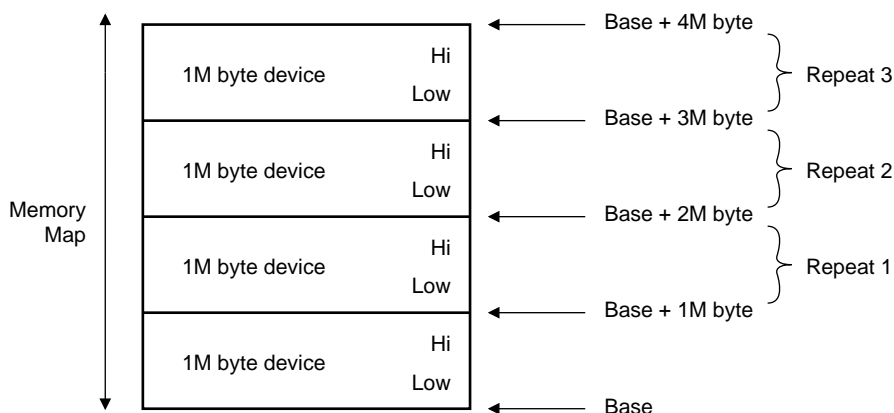 Base + 4M byte
Hi
1M byte device
Low
Repeat 3
Base + 3M byte
Hi
1M byte device
Low
Repeat 2
Memory
Map
Base + 2M byte
Hi
1M byte device
Low
Repeat 1
Base + 1M byte
Hi
1M byte device
Low
Base